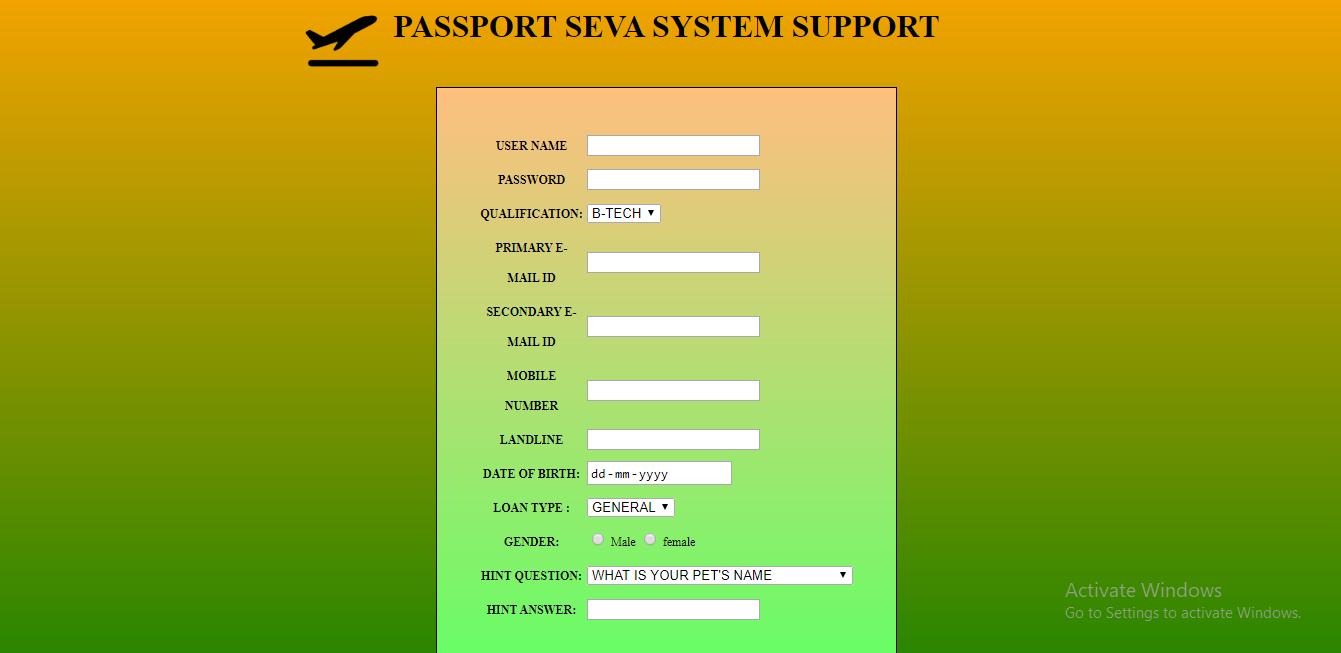 PASSPORT SEVA SYSTEM SUPPORT
USER NAME
PASSWORD
QUALIFICATION: B-TECH
PRIMARY E-
MAIL ID
SECONDARY E-
MAIL ID
MOBILE
NUMBER
LANDLINE
DATE OF BIRTH: dd-mm-yyyy
LOAN TYPE : GENERAL
GENDER: Male female
HINT QUESTION: WHAT IS YOUR PET'S NAME
HINT ANSWER:
Activate Windows
Go to Settings to activate Windows.